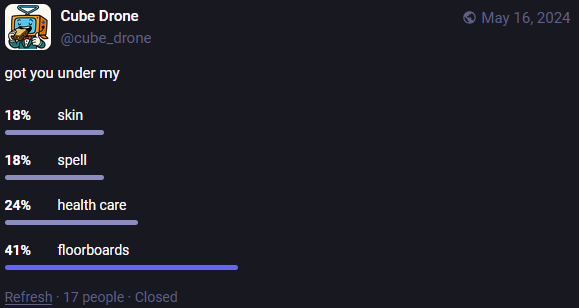 Cube Drone
May 16, 2024
@cube_drone
got you under my
18% skin
18% spell
24% health care
41% floorboards
Refresh · 17 people · Closed